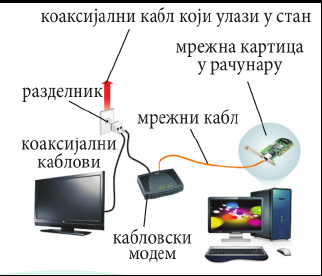 коаксијални кабл који улази у стан
мрежна картица
у рачунару
разделник
мрежни кабл
коаксијални
каблови
кабловски
модем